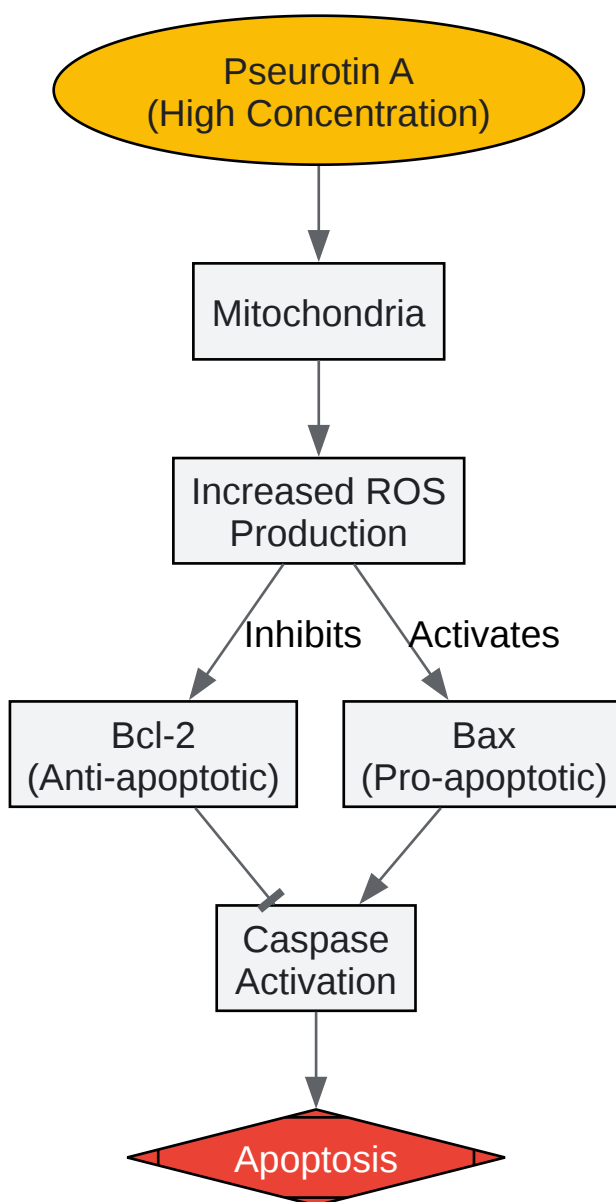 Pseurotin A
(High Concentration)
Mitochondria
Increased ROS
Production
Inhibits
Activates
Bcl-2
(Anti-apoptotic)
Bax
(Pro-apoptotic)
Caspase
Activation
Apoptosis